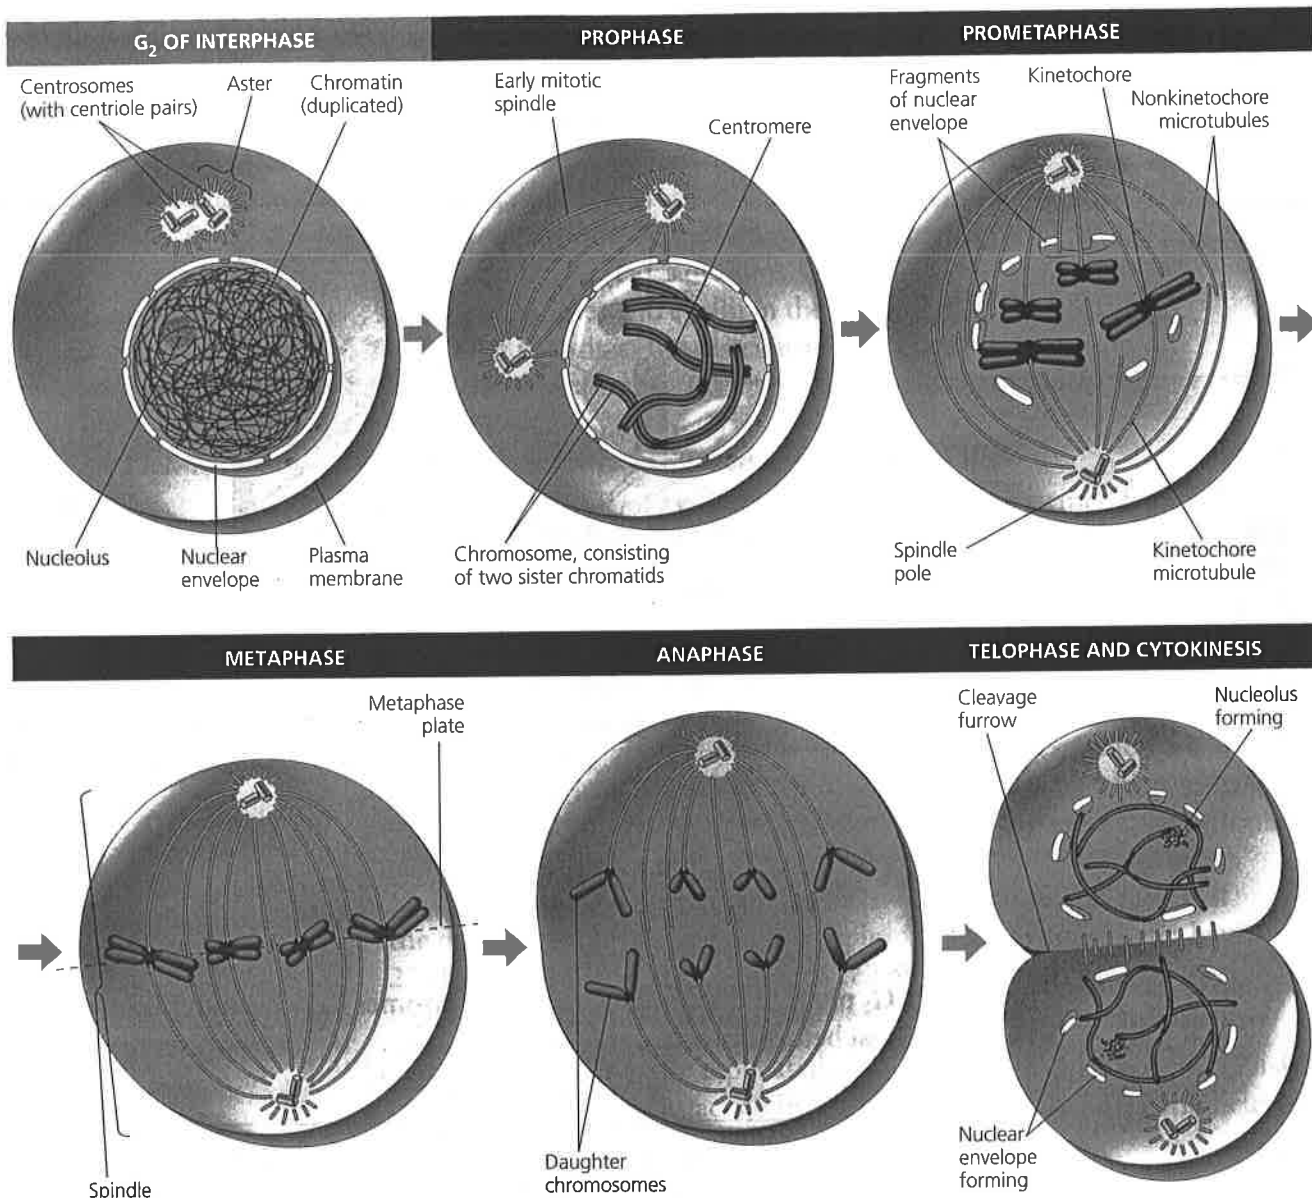 G2 OF INTERPHASE
PROPHASE
PROMETAPHASE
Centrosomes
(with centriole pairs)
Aster
Chromatin
(duplicated)
Early mitotic
spindle
Centromere
Fragments
of nuclear
envelope
Kinetochore
Nonkinetochore
microtubules
Nucleolus
Nuclear
envelope
Plasma
membrane
Chromosome, consisting
of two sister chromatids
Spindle
pole
Kinetochore
microtubule
METAPHASE
ANAPHASE
TELOPHASE AND CYTOKINESIS
Metaphase
plate
Cleavage
furrow
Nucleolus
forming
Spindle
Daughter
chromosomes
Nuclear
envelope
forming